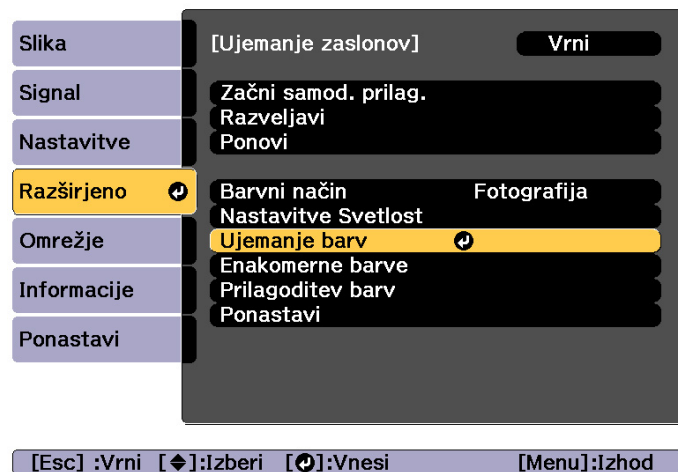 Slika
Signal
Nastavitve
Razširjeno
Omrežje
Informacije
Ponastavi
[Ujemanje zaslonov] Vrni
Začni samod. prilag.
Razveljavi
Ponovi
Barvni način Fotografija
Nastavitve Svetlost
Ujemanje barv
Enakomerne barve
Prilagoditev barv
Ponastavi
[Esc] :Vrni [◆]:Izberi [↵]:Vnesi [Menu]:Izhod